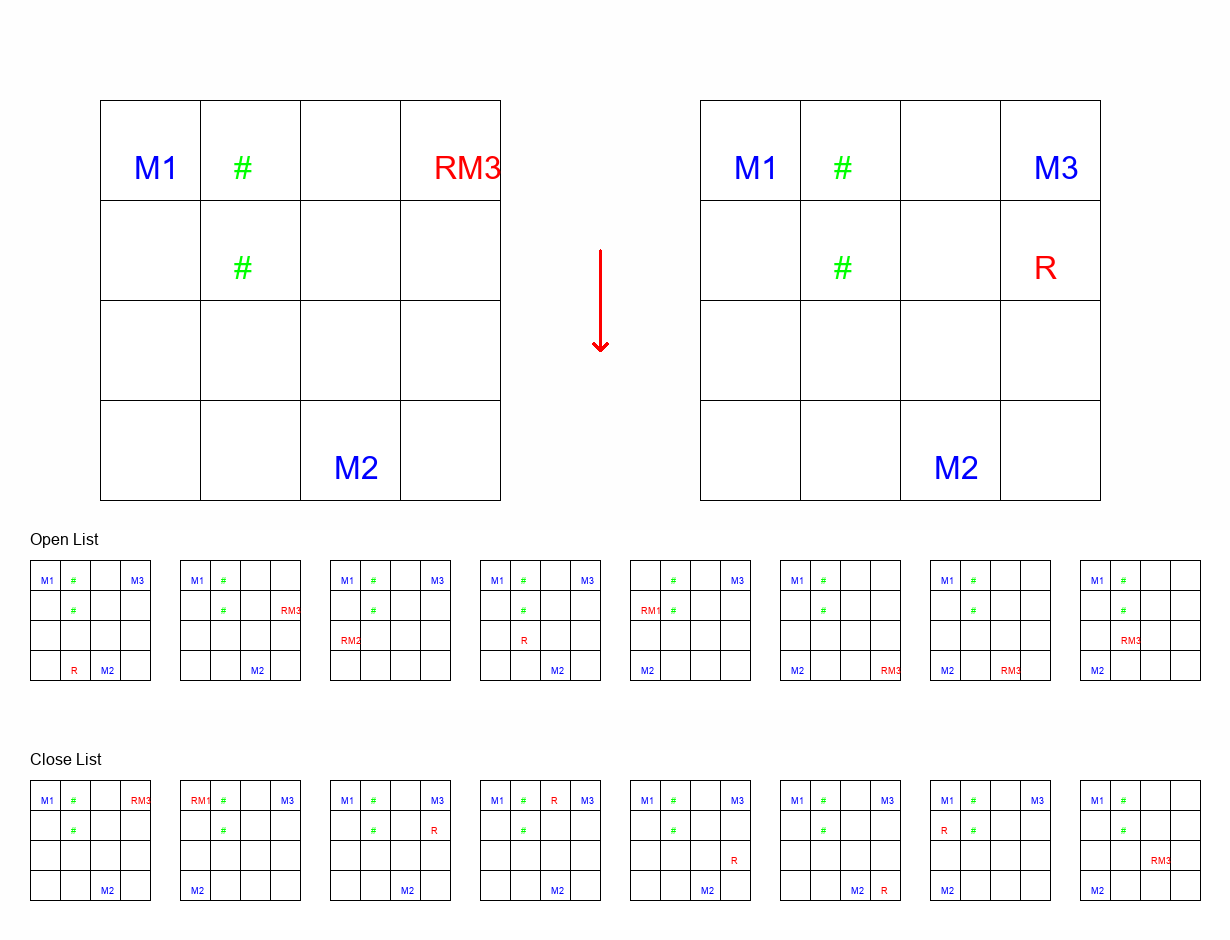 M1 # RM3 M1 # M3
# # R
M2 M2
Open List
M1 # M3 M1 # M1 # M3 M1 # M3 # M3 M1 # M1 # M1 #
# # RM3 # # RM1 # # # #
RM2 R RM3
R M2 M2 M2 M2 M2 RM3 M2 RM3 M2
Close List
M1 # RM3 RM1 # M3 M1 # M3 M1 # R M3 M1 # M3 M1 # M3 M1 # M3 M1 #
# # # R # # # R # #
R RM3
M2 M2 M2 M2 M2 M2 R M2 M2